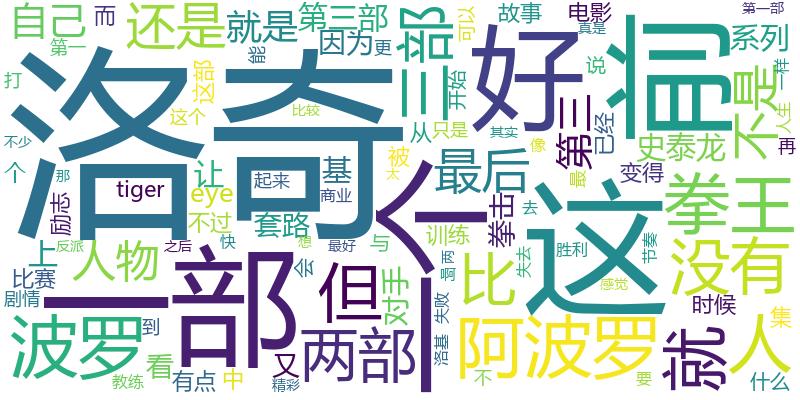 自己
而
还是
就是
第三部
故事
电影
第一部
第一
因为
更
三部
可以
好
前
真是
系列
打
能
这部
开始
说
不是
一样
洛奇
这个
比较
从
只是
第三
已经
人生
不少
个
那
让
基
被
最后
其实
像
史泰龙
再
励志
tiger
eye
起来
商业
太
一个
拳击
最
变得
不过
套路
这
拳王
上
人物
反派
之后
快
想
最好
与
训练
去
胜利
节奏
没有
比赛
一部
会
但
对手
比
失去
感觉
剧情
波罗
到
看
又
两部
失败
阿波罗
就
时候
集
人
教练
有点
中
精彩
洛基
不
要
什么